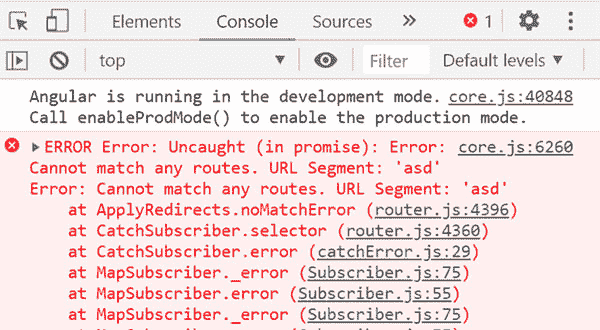 Elements Console Sources » 1
top Filter Default levels
Angular is running in the development mode. core.js:40848
Call enableProdMode() to enable the production mode.
ERROR Error: Uncaught (in promise): Error: core.js:6260
Cannot match any routes. URL Segment: 'asd'
Error: Cannot match any routes. URL Segment: 'asd'
at ApplyRedirects.noMatchError (router.js:4396)
at CatchSubscriber.selector (router.js:4360)
at CatchSubscriber.error (catchError.js:29)
at MapSubscriber._error (Subscriber.js:75)
at MapSubscriber.error (Subscriber.js:55)
at MapSubscriber._error (Subscriber.js:75)